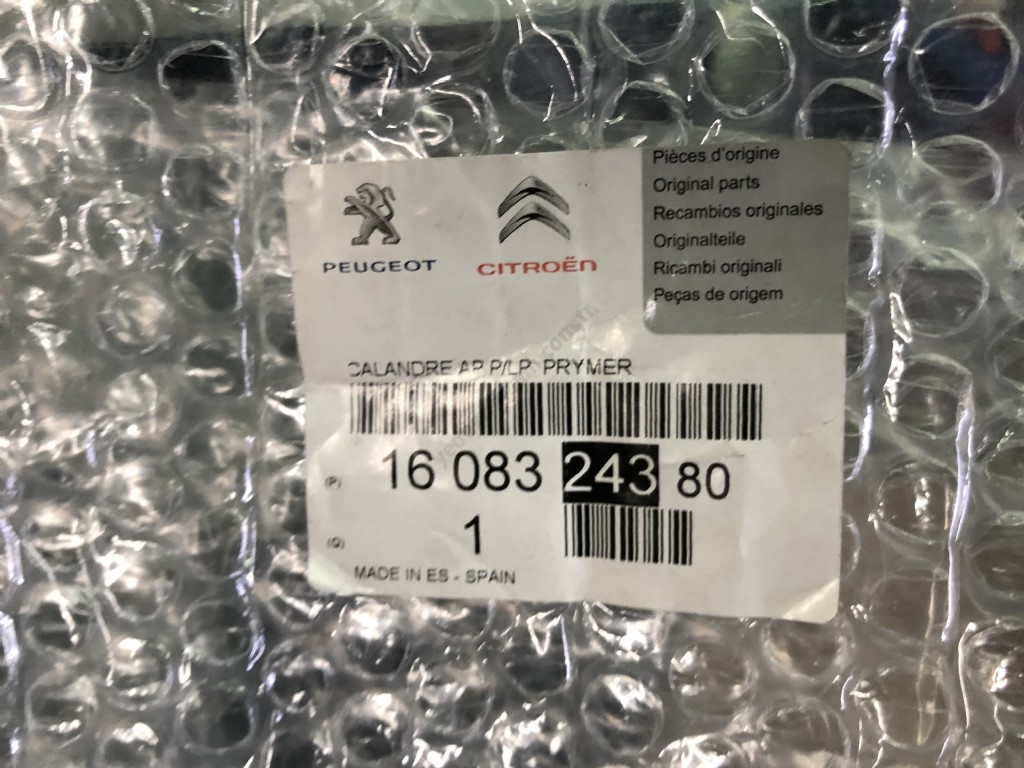 PEUGEOT
CITROËN
Pièces d'origine
Original parts
Recambios originales
Originalteile
Ricambi originali
Peças de origem
CALANDRE AP P/LP PRYMER
(P) 16 083 243 80
(Q) 1
MADE IN ES - SPAIN